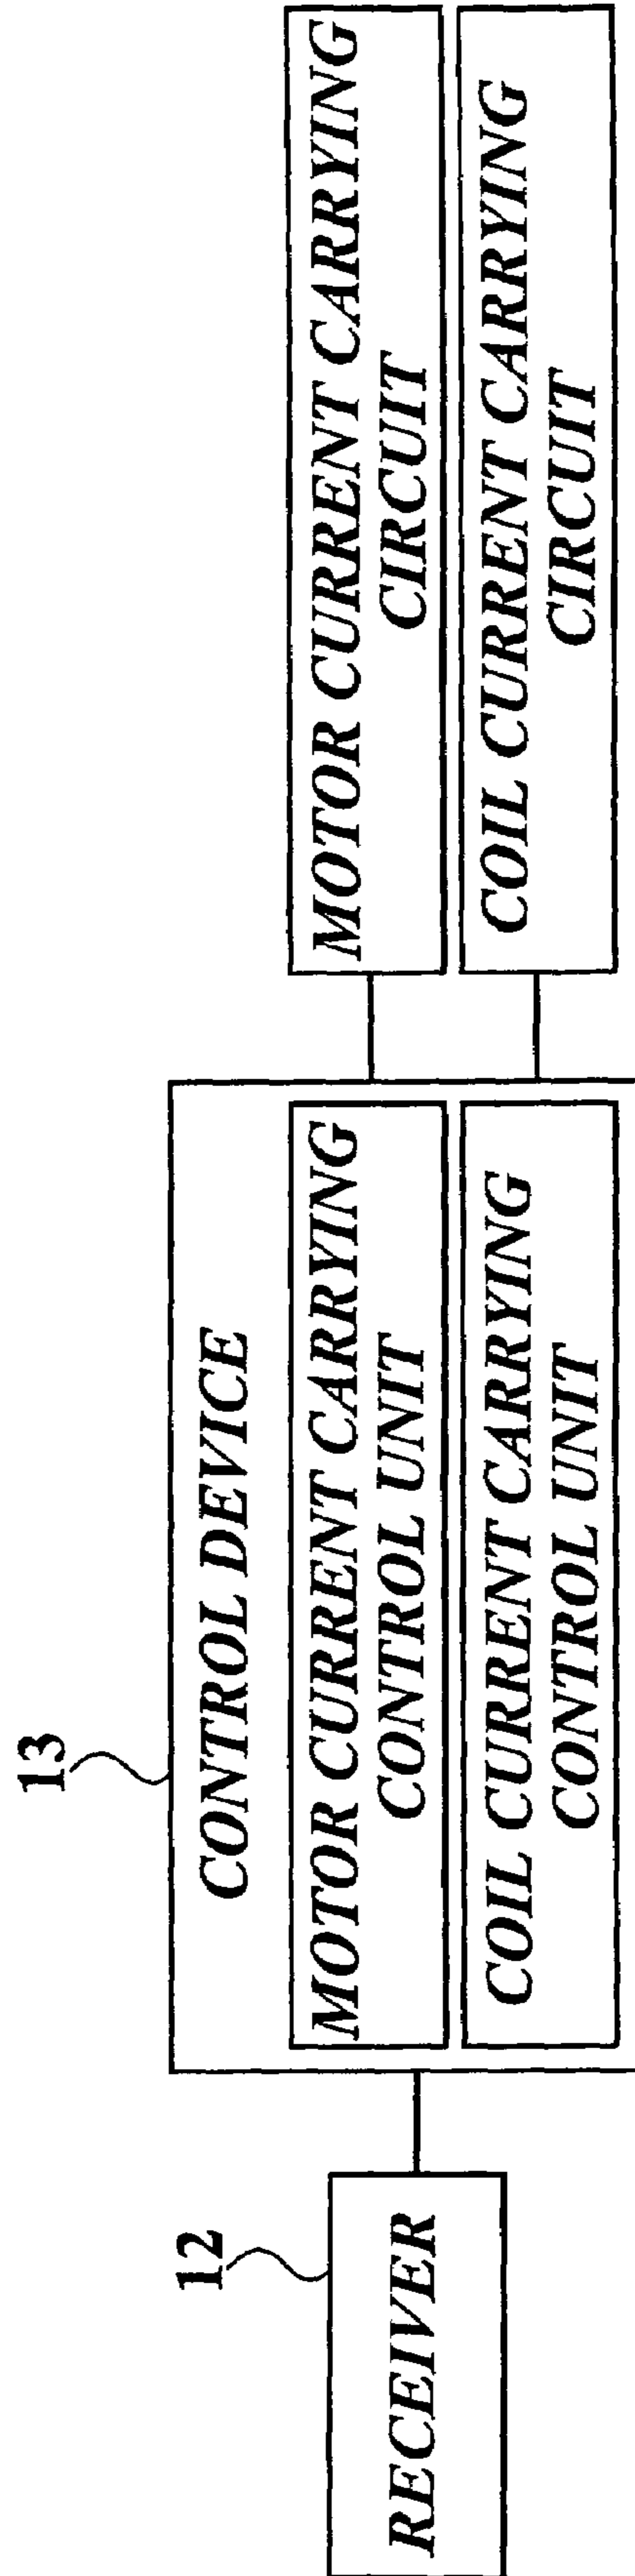 12
RECEIVER
13
CONTROL DEVICE
MOTOR CURRENT CARRYING
CONTROL UNIT
COIL CURRENT CARRYING
CONTROL UNIT
MOTOR CURRENT CARRYING
CIRCUIT
COIL CURRENT CARRYING
CIRCUIT